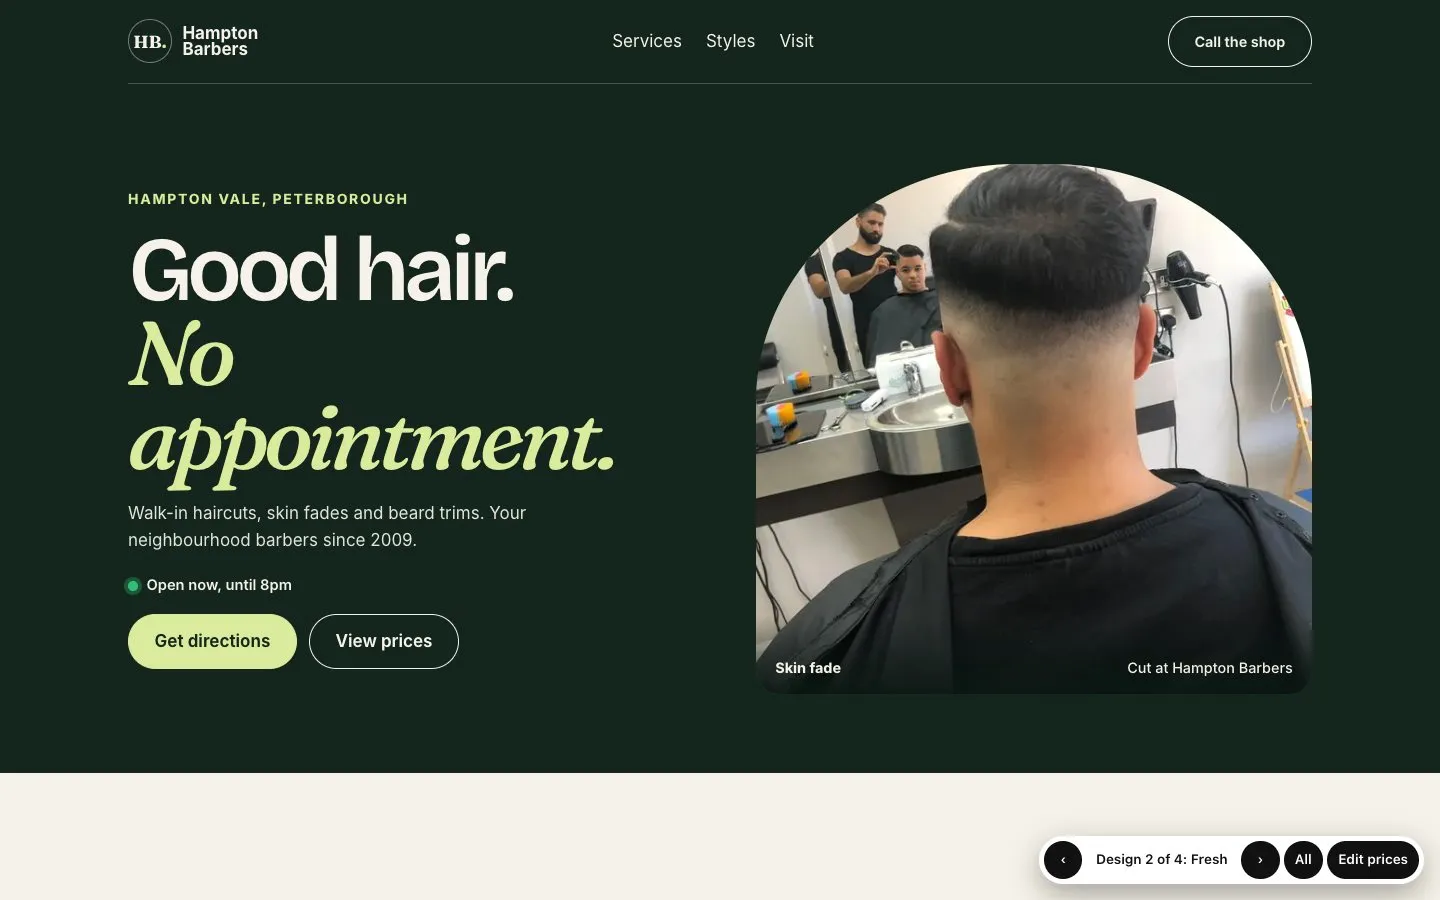 HB.
Hampton
Barbers
Services
Styles
Visit
Call the shop
HAMPTON VALE, PETERBOROUGH
Good hair.
No
appointment.
Walk-in haircuts, skin fades and beard trims. Your
neighbourhood barbers since 2009.
Open now, until 8pm
Get directions
View prices
Skin fade
Cut at Hampton Barbers
‹
Design 2 of 4: Fresh
›
All
Edit prices